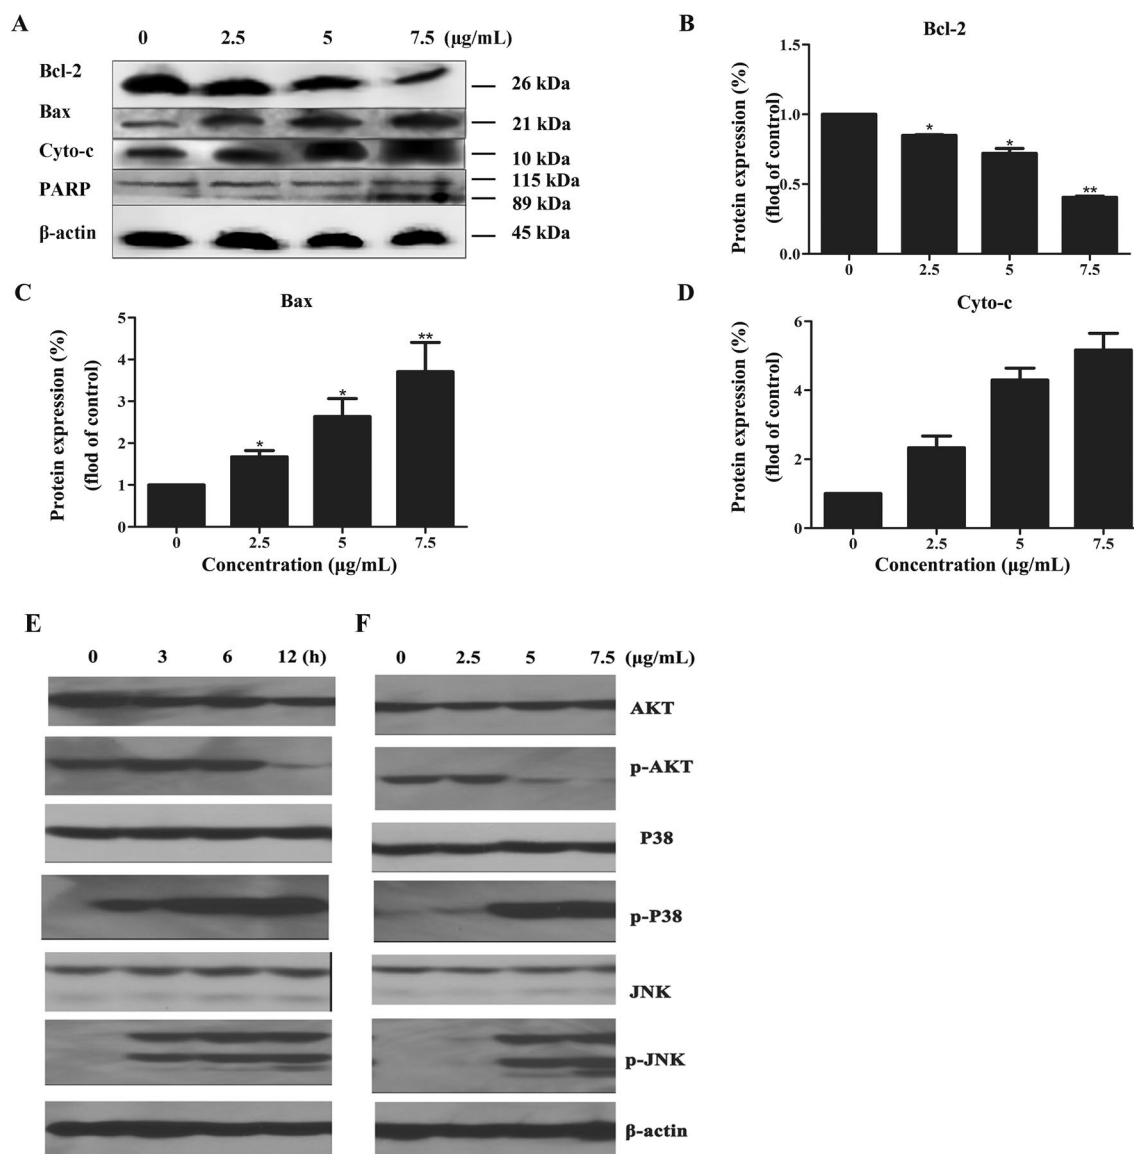 A
0 2.5 5 7.5 (μg/mL)
Bcl-2
26 kDa
Bax
21 kDa
Cyto-c
10 kDa
PARP
115 kDa
89 kDa
β-actin
45 kDa
B
Bcl-2
Protein expression (%)
(flod of control)
1.5
1.0
0.5
0.0
*
*
**
0 2.5 5 7.5
C
Bax
Protein expression (%)
(flod of control)
5
4
3
2
1
0
*
*
**
0 2.5 5 7.5
Concentration (μg/mL)
D
Cyto-c
Protein expression (%)
(flod of control)
6
4
2
0
0 2.5 5 7.5
Concentration (μg/mL)
E
0 3 6 12 (h)
F
0 2.5 5 7.5 (μg/mL)
AKT
p-AKT
P38
p-P38
JNK
p-JNK
β-actin